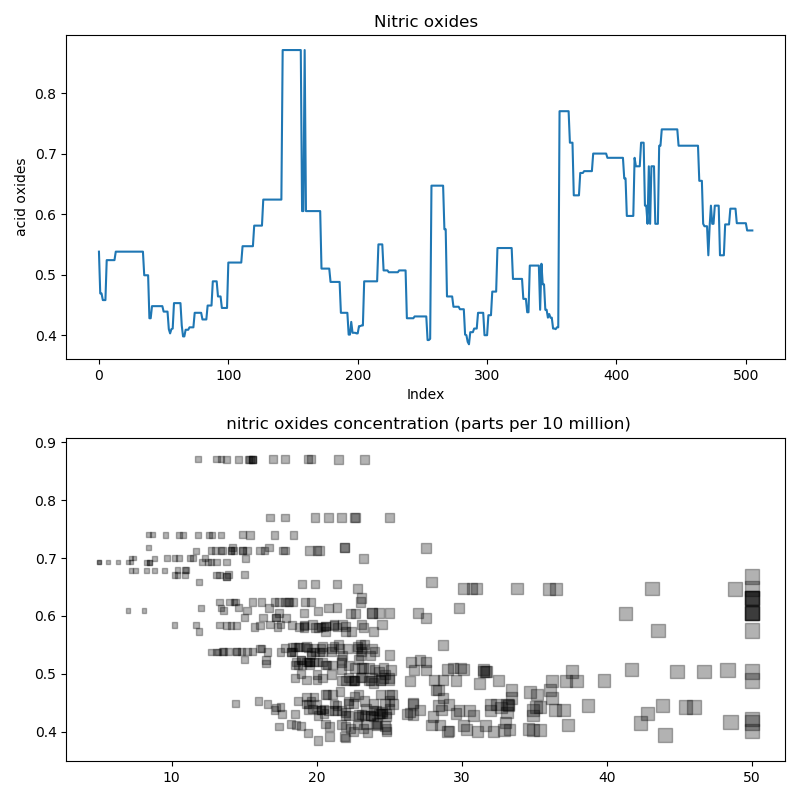 Nitric oxides
acid oxides
0.8
0.7
0.6
0.5
0.4
0 100 200 300 400 500
Index
nitric oxides concentration (parts per 10 million)
0.9
0.8
0.7
0.6
0.5
0.4
10 20 30 40 50